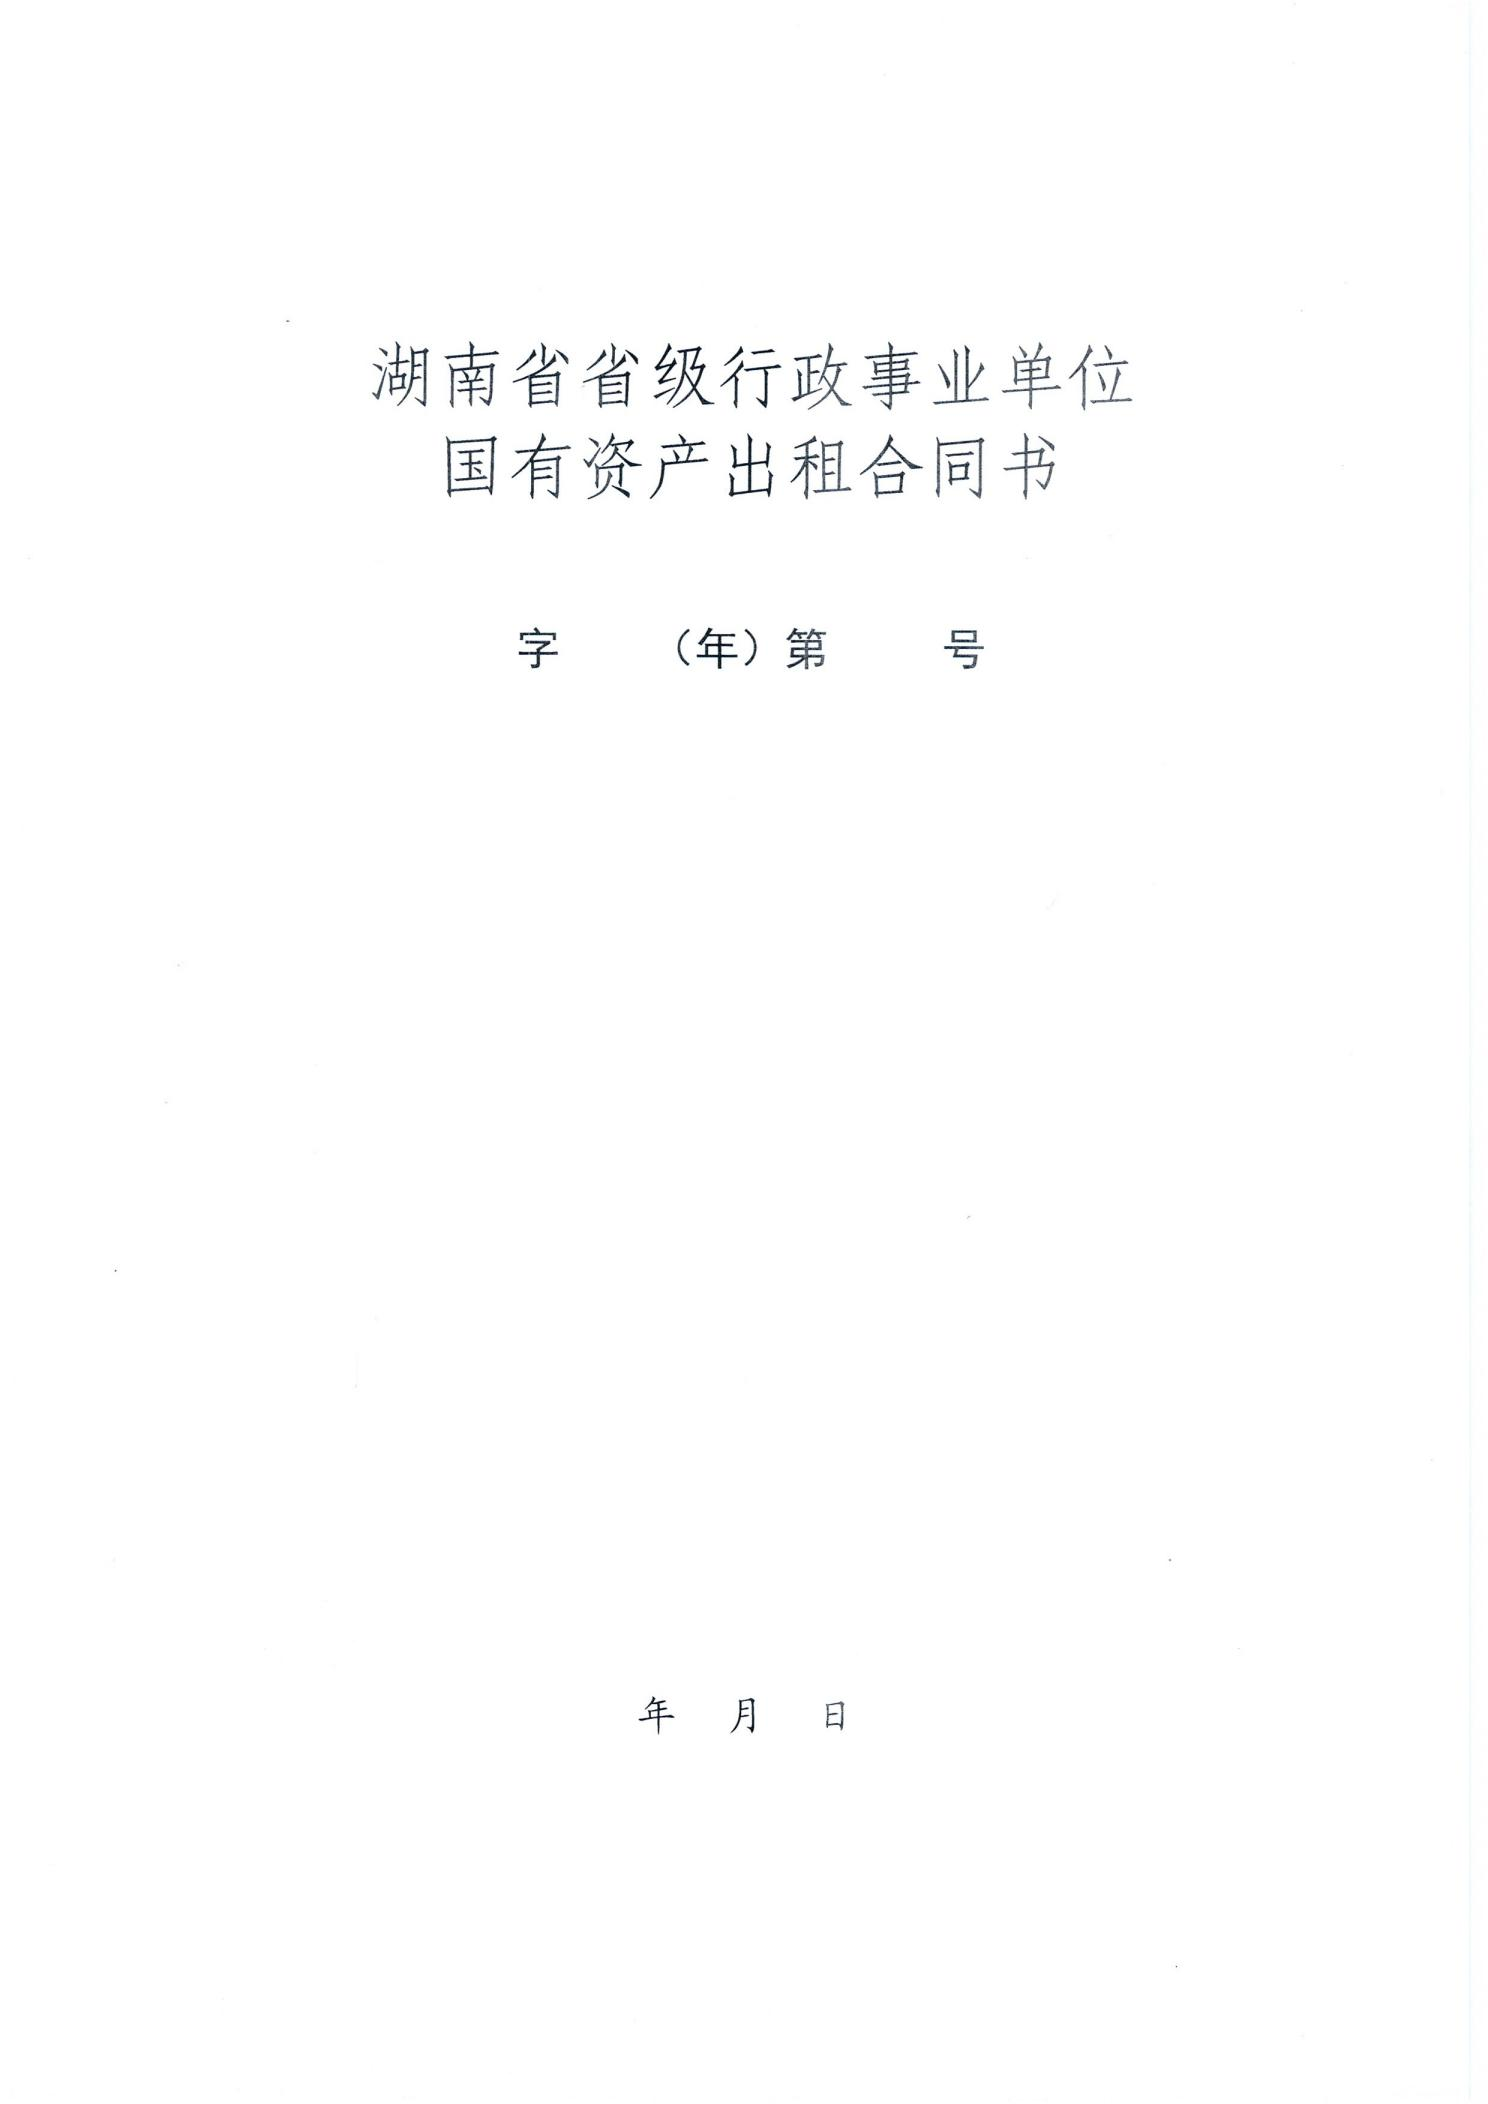 湖南省省级行政事业单位
国有资产出租合同书
字 （年）第 号
年 月 日